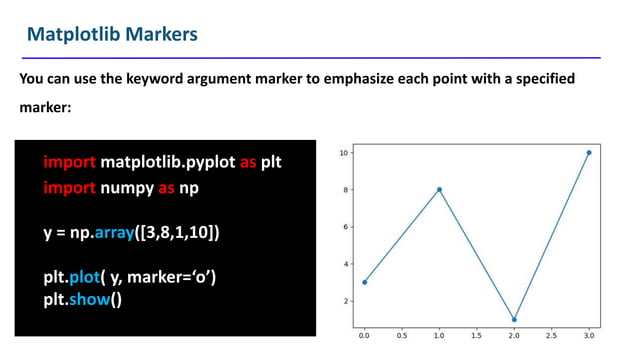 Matplotlib Markers
You can use the keyword argument marker to emphasize each point with a specified
marker:
import matplotlib.pyplot as plt
import numpy as np
y = np.array([3,8,1,10])
plt.plot( y, marker=‘o’)
plt.show()
10
8
6
4
2
0.0 0.5 1.0 1.5 2.0 2.5 3.0